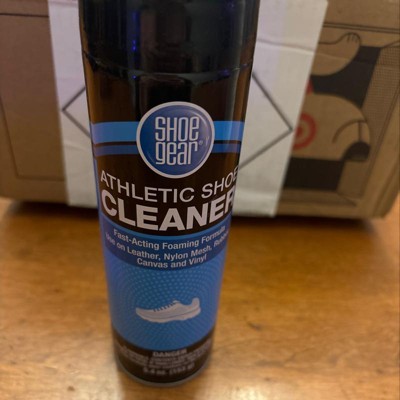 SHOE
gear®
ATHLETIC SHOE
CLEANER
Fast-Acting Foaming Formula
Use on Leather, Nylon Mesh,
Canvas and Vinyl
DANGER